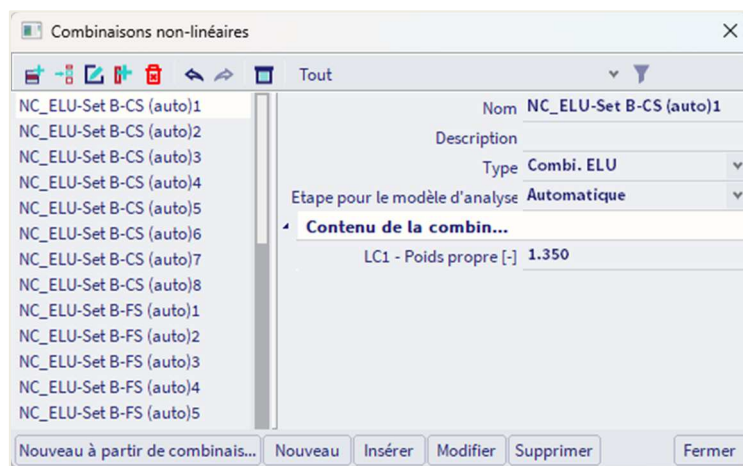 Combinaisons non-linéaires
Tout
NC_ELU-Set B-CS (auto)1
NC_ELU-Set B-CS (auto)2
NC_ELU-Set B-CS (auto)3
NC_ELU-Set B-CS (auto)4
NC_ELU-Set B-CS (auto)5
NC_ELU-Set B-CS (auto)6
NC_ELU-Set B-CS (auto)7
NC_ELU-Set B-CS (auto)8
NC_ELU-Set B-FS (auto)1
NC_ELU-Set B-FS (auto)2
NC_ELU-Set B-FS (auto)3
NC_ELU-Set B-FS (auto)4
NC_ELU-Set B-FS (auto)5
Nom NC_ELU-Set B-CS (auto)1
Description
Type Combi. ELU
Etape pour le modèle d'analyse Automatique
Contenu de la combin...
LC1 - Poids propre [-] 1.350
Nouveau à partir de combinais... Nouveau Insérer Modifier Supprimer Fermer